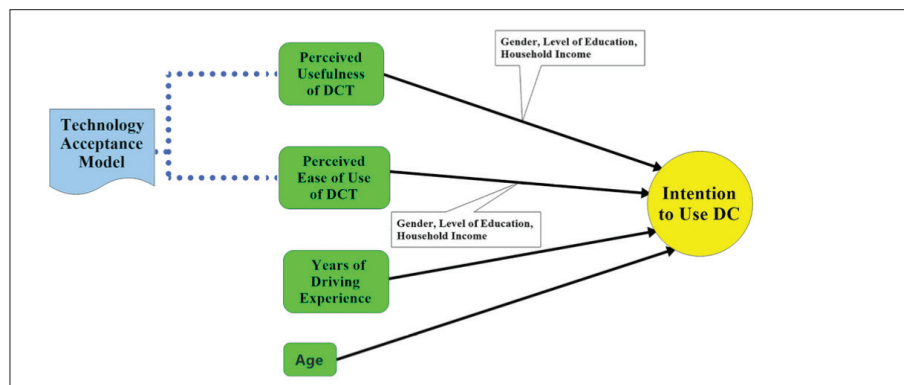 Gender, Level of Education,
Household Income
Perceived
Usefulness
of DCT
Technology
Acceptance
Model
Perceived
Ease of Use
of DCT
Intention
to Use DC
Gender, Level of Education,
Household Income
Years of
Driving
Experience
Age